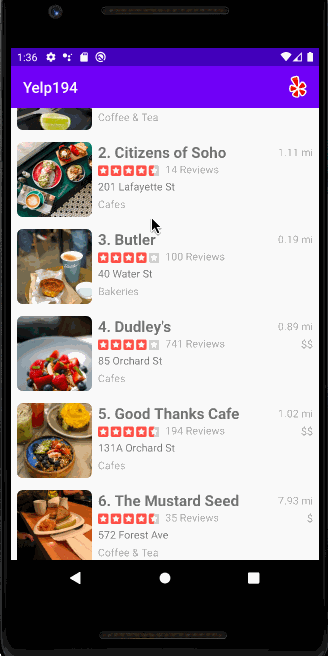 1:36
Yelp194
Coffee & Tea
2. Citizens of Soho 1.11 mi
14 Reviews
201 Lafayette St
Cafes
3. Butler 0.19 mi
100 Reviews
40 Water St
Bakeries
4. Dudley's 0.89 mi
741 Reviews $$
85 Orchard St
Cafes
5. Good Thanks Cafe 1.02 mi
194 Reviews $$
131A Orchard St
Cafes
6. The Mustard Seed 7.93 mi
35 Reviews $
572 Forest Ave
Coffee & Tea